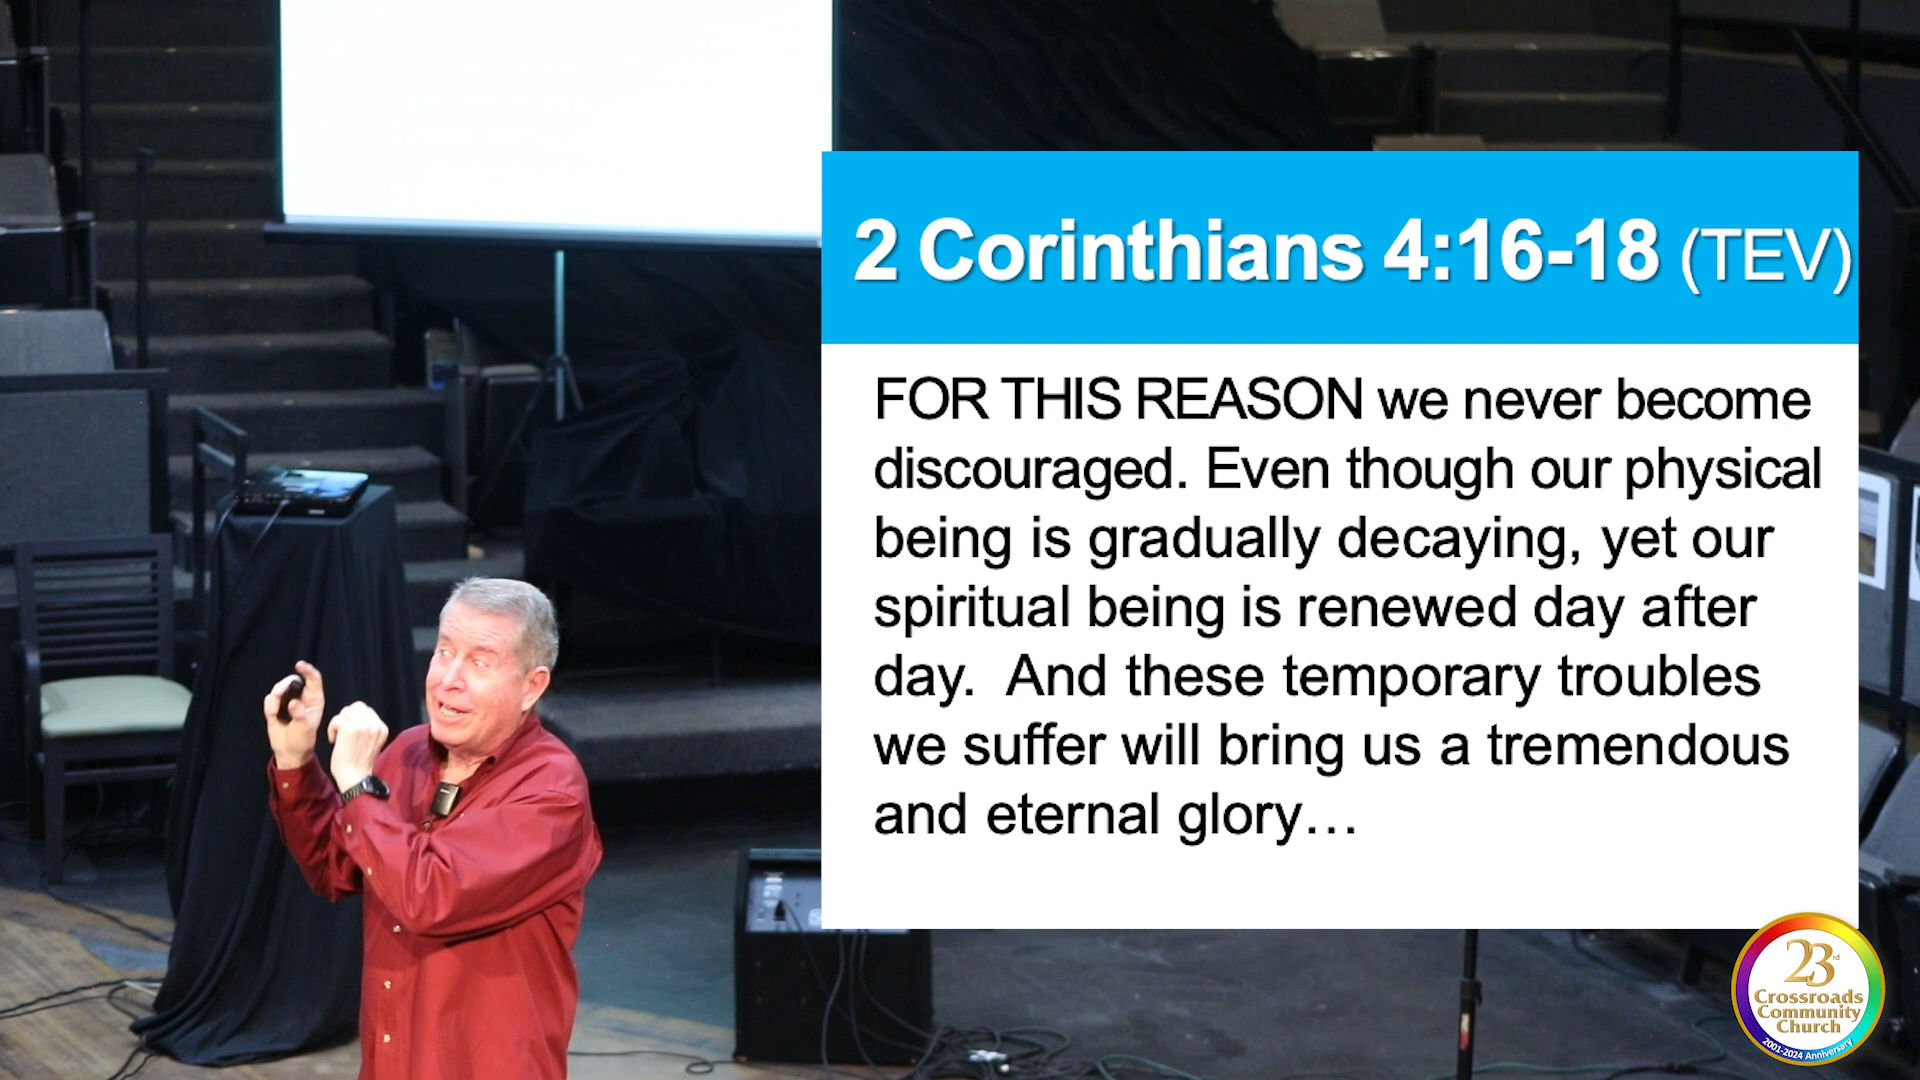 2 Corinthians 4:16-18 (TEV)
FOR THIS REASON we never become
discouraged. Even though our physical
being is gradually decaying, yet our
spiritual being is renewed day after
day.  And these temporary troubles
we suffer will bring us a tremendous
and eternal glory…
23rd
Crossroads
Community
Church
2001-2024 Anniversary